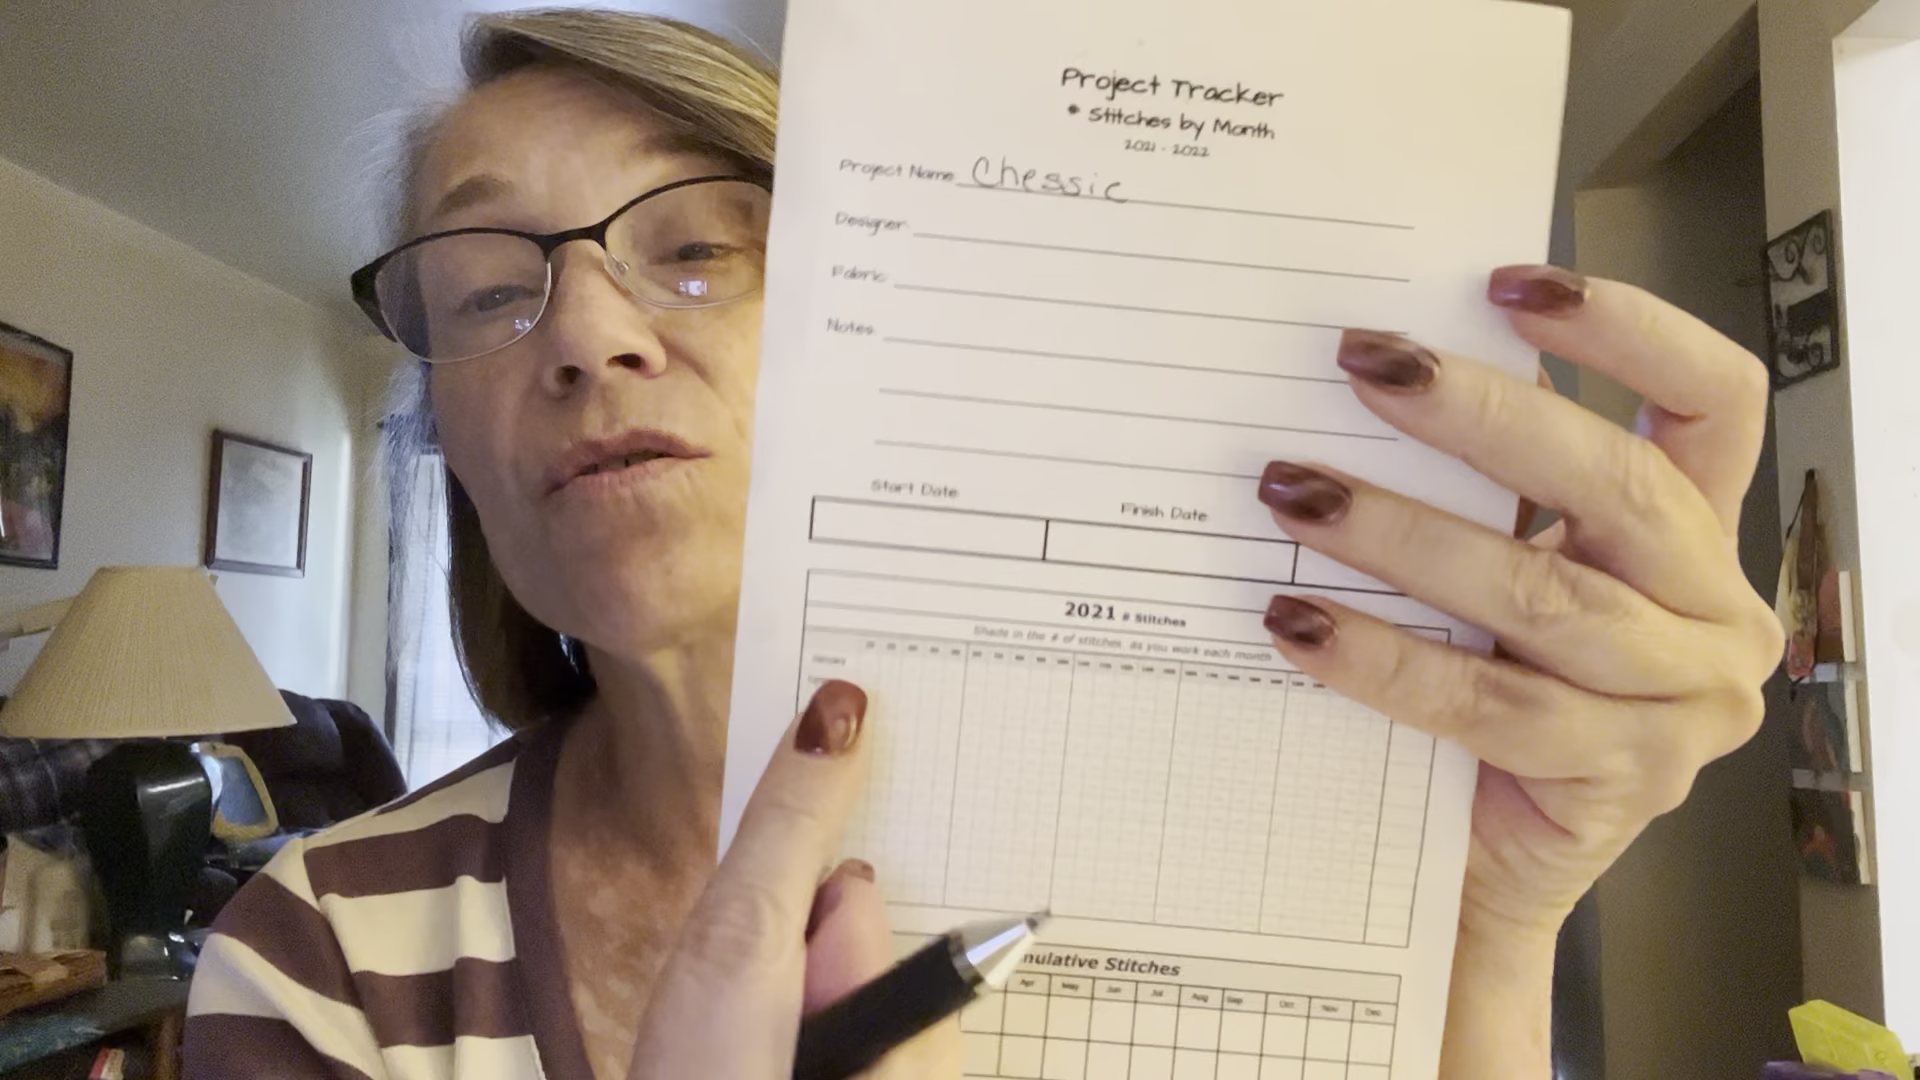 Project Tracker
# Stitches by Month
2021 - 2022
Project Name Chessie
Designer:
Fabric:
Notes:
Start Date
Finish Date
2021 # Stitches
Shade in the # of stitches as you work each month
January
mulative Stitches
Apr May Jun Jul Aug Sep Oct Nov Dec